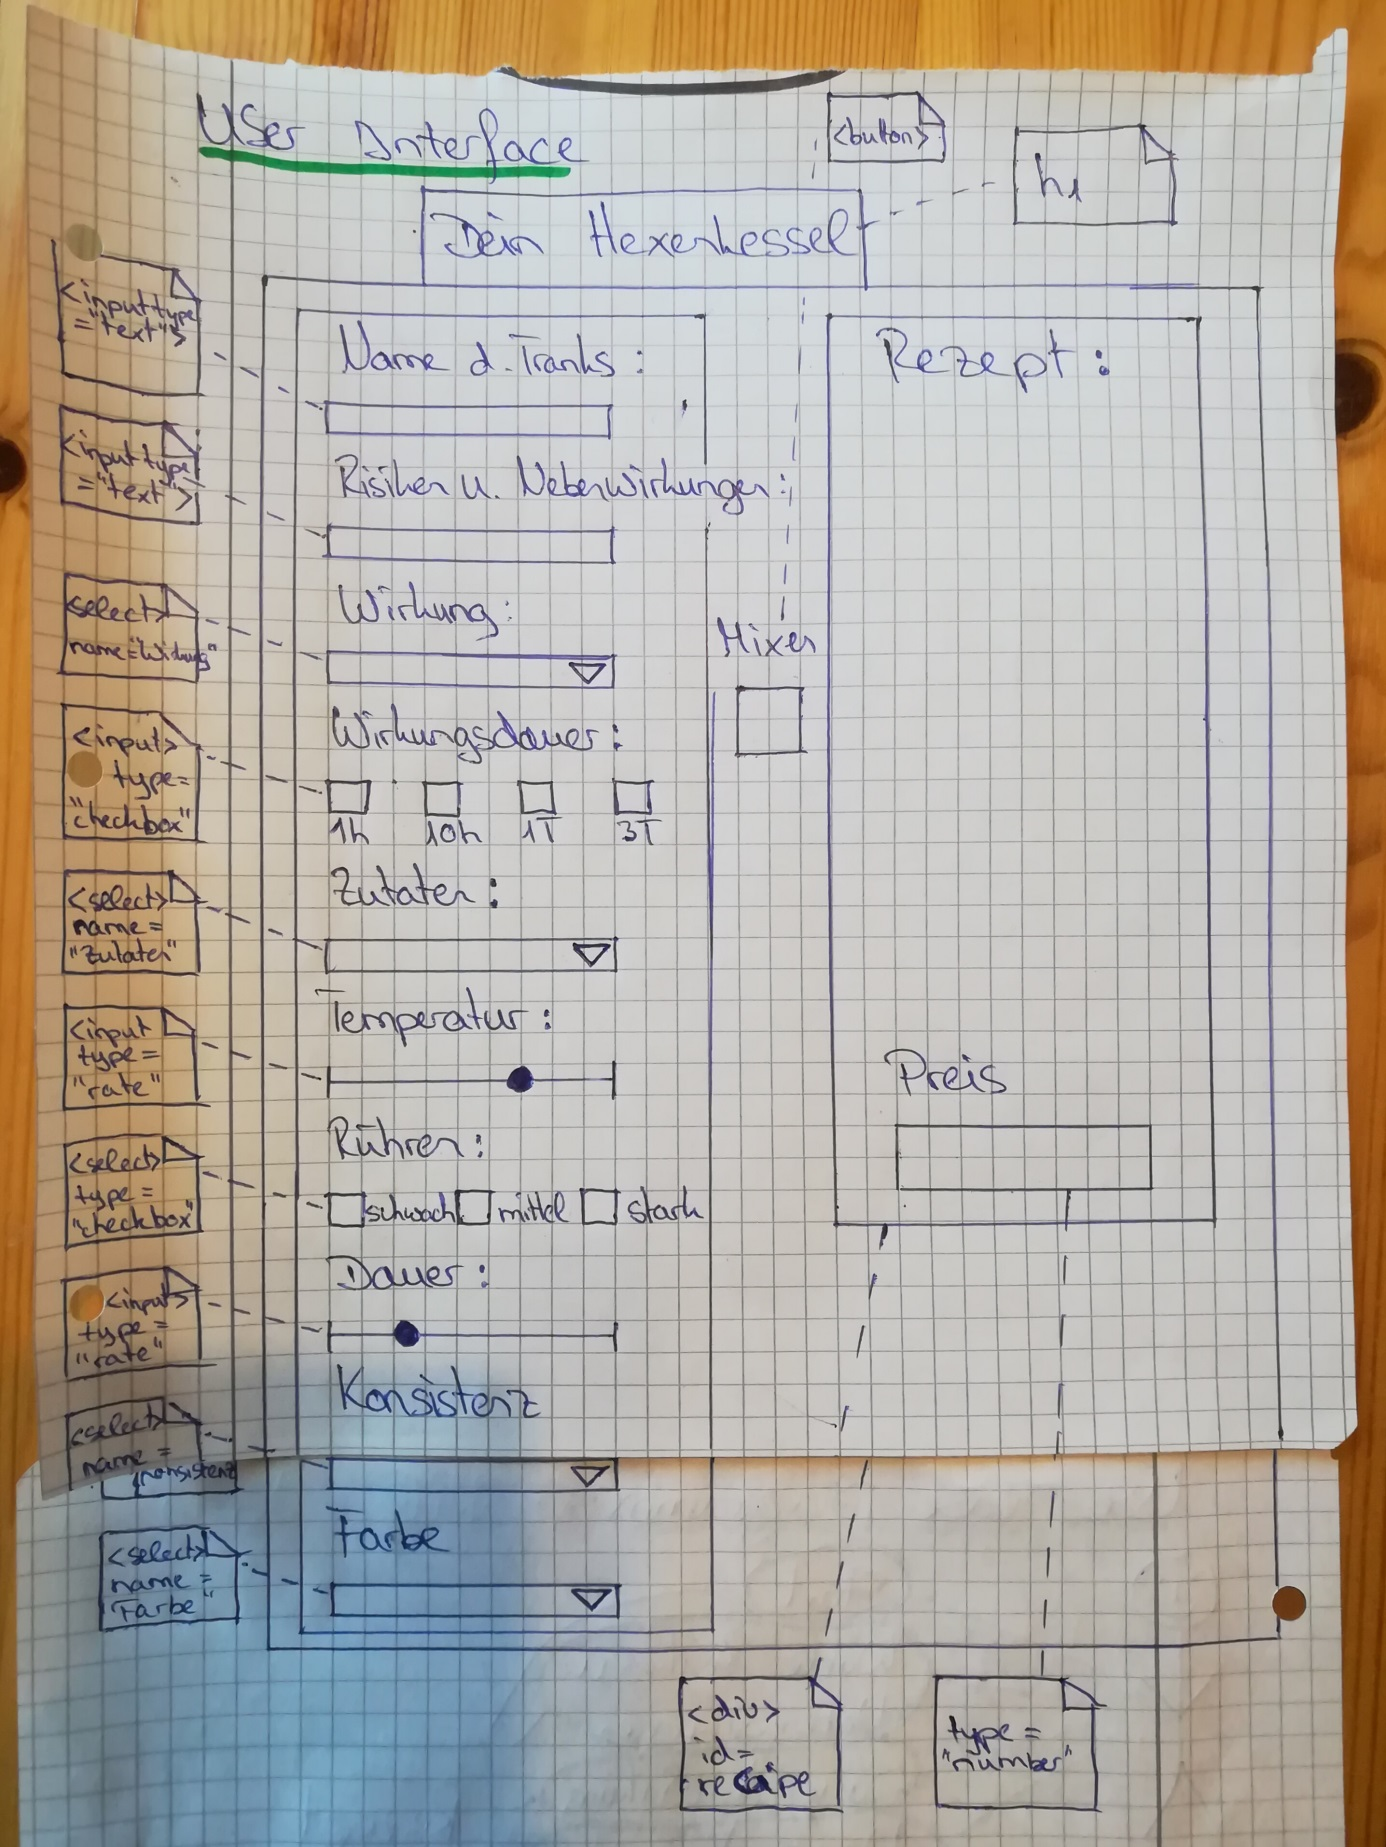 User Interface
<button>
h1
Dein Hexenkessel
<input type
="text">
Name d. Tranks:
Rezept:
<input type
="text">
Risiken u. Nebenwirkungen:
<select>
name="Wirkung"
Wirkung:
Mixen
<input>
type=
"checkbox"
Wirkungsdauer:
1h 10h 1T 3T
<select>
name=
"Zutaten"
Zutaten:
<input
type=
"rate"
Temperatur:
Preis
<select>
type=
"checkbox"
Rühren:
schwach mittel stark
<input>
type=
"rate"
Dauer:
<select>
name=
Konsistenz
Konsistenz
<select>
name=
"Farbe"
Farbe
<div>
id=
recipe
type=
"number"